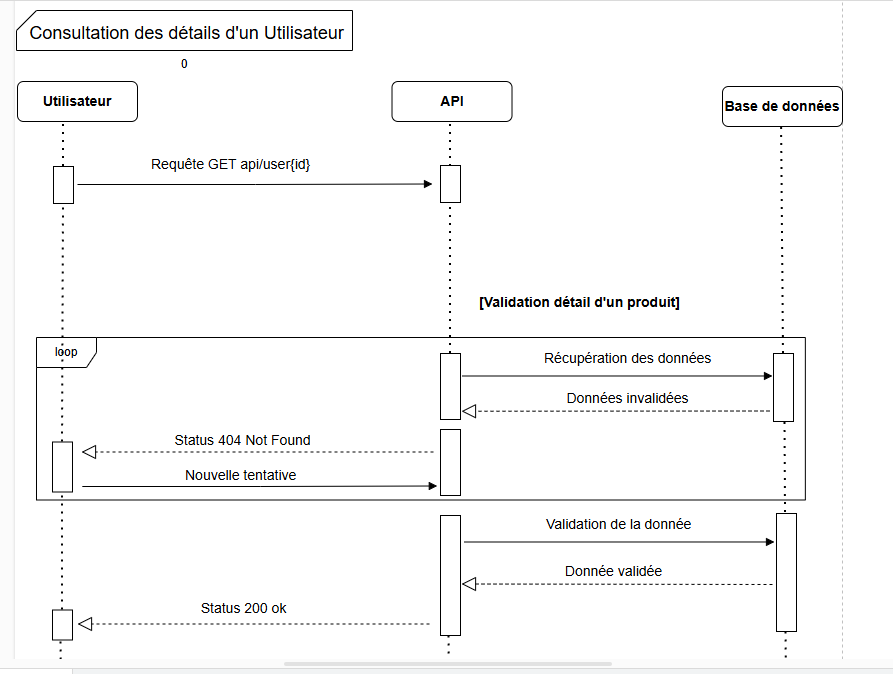 Consultation des détails d'un Utilisateur
0
Utilisateur
API
Base de données
Requête GET api/user{id}
[Validation détail d'un produit]
loop
Récupération des données
Données invalidées
Status 404 Not Found
Nouvelle tentative
Validation de la donnée
Donnée validée
Status 200 ok